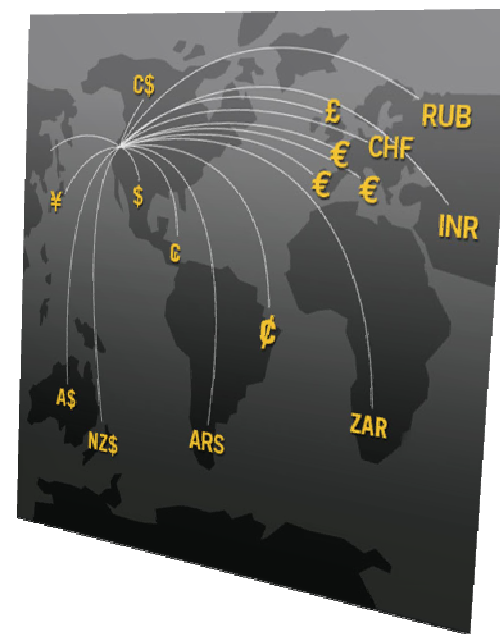 C$
£
RUB
CHF
€
€
€
¥
$
INR
₵
₵
A$
NZ$
ARS
ZAR